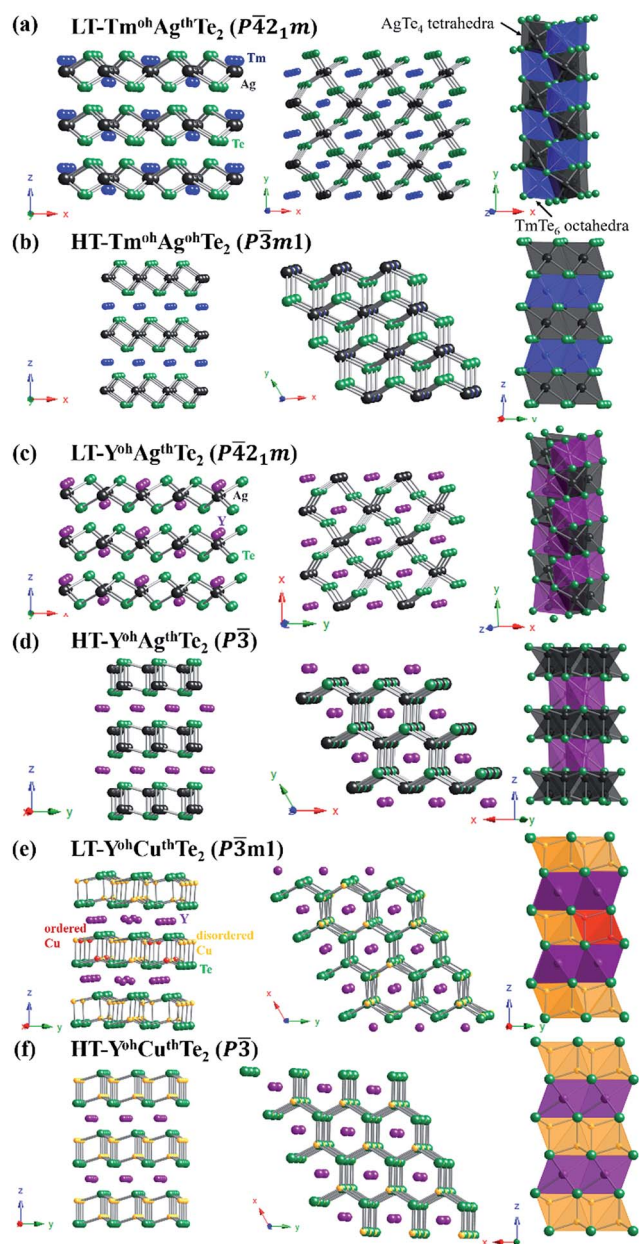 (a) LT-TmᵒʰAgᵗʰTe₂ (P4̅2₁m)
AgTe₄ tetrahedra
Tm
Ag
Te
z
x
y
x
y
x
TmTe₆ octahedra
(b) HT-TmᵒʰAgᵒʰTe₂ (P3̅m1)
z
x
y
x
z
y
(c) LT-YᵒʰAgᵗʰTe₂ (P4̅2₁m)
Ag
Y
Te
z
x
y
y
z
x
(d) HT-YᵒʰAgᵗʰTe₂ (P3̅)
z
x
y
y
x
z
x
(e) LT-YᵒʰCuᵗʰTe₂ (P3̅m1)
ordered
Cu
Y
disordered
Cu
Te
z
y
x
y
z
y
(f) HT-YᵒʰCuᵗʰTe₂ (P3̅)
z
y
x
y
z
x